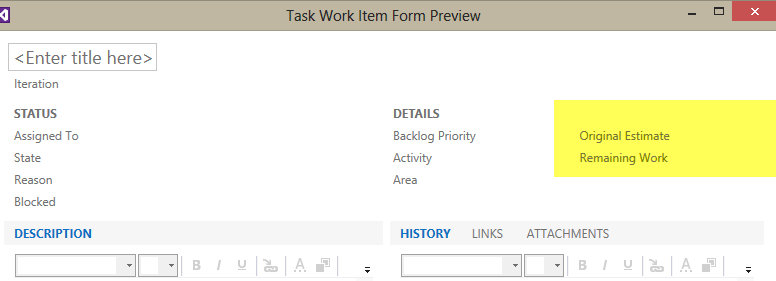 Task Work Item Form Preview
<Enter title here>
Iteration
STATUS
Assigned To
State
Reason
Blocked
DETAILS
Backlog Priority
Activity
Area
Original Estimate
Remaining Work
DESCRIPTION
HISTORY LINKS ATTACHMENTS
B I U A
B I U A